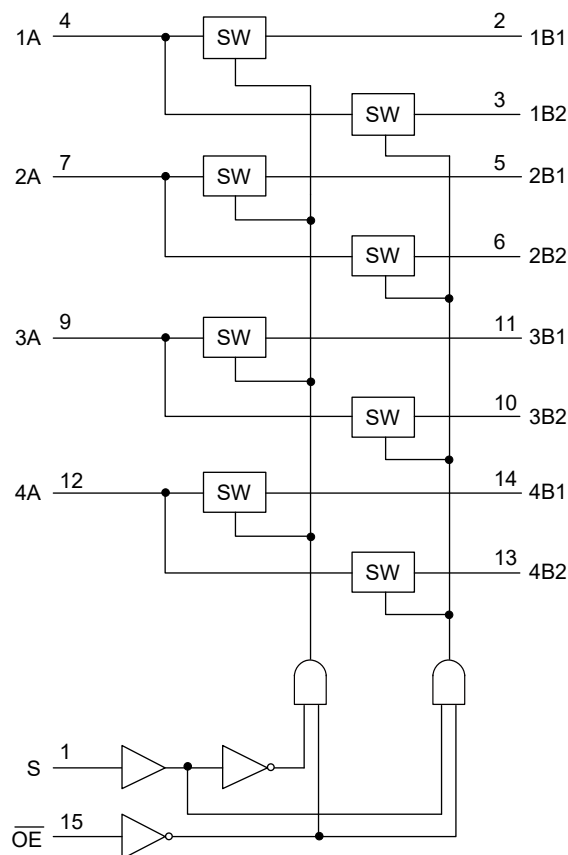 1A 4 SW 2 1B1
SW 3 1B2
2A 7 SW 5 2B1
SW 6 2B2
3A 9 SW 11 3B1
SW 10 3B2
4A 12 SW 14 4B1
SW 13 4B2
S 1
O̅E̅ 15